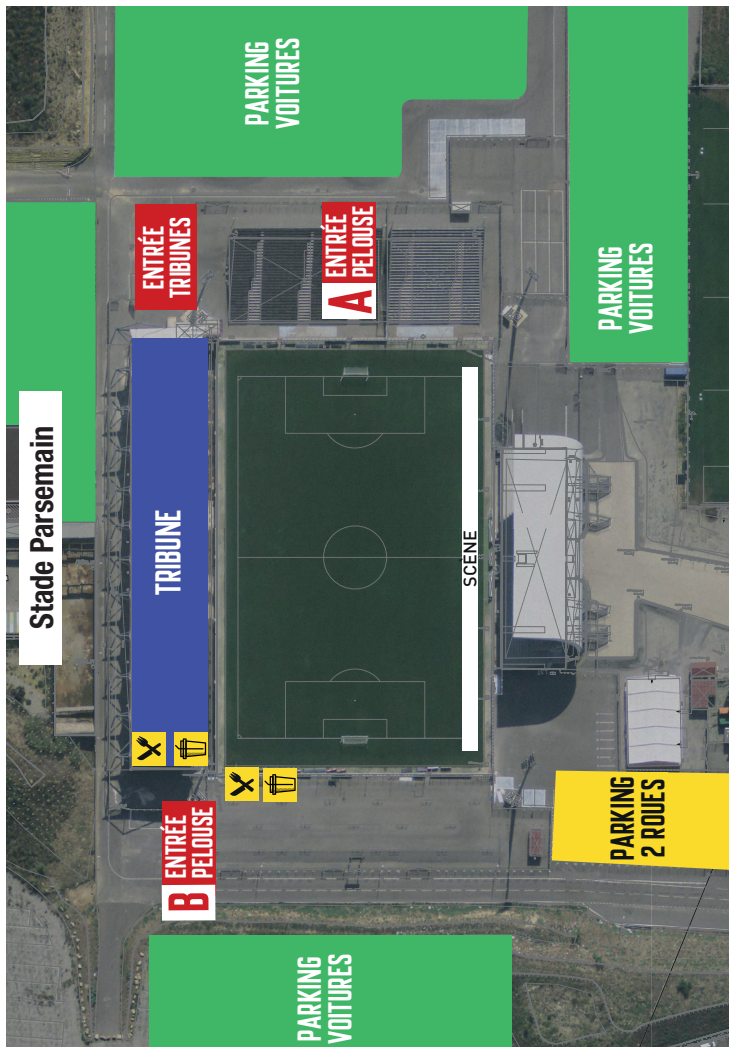 PARKING
VOITURES
PARKING
VOITURES
ENTRÉE
TRIBUNES
A
ENTRÉE
PELOUSE
Stade Parsemain
TRIBUNE
SCÈNE
B
ENTRÉE
PELOUSE
PARKING
2 ROUES
PARKING
VOITURES